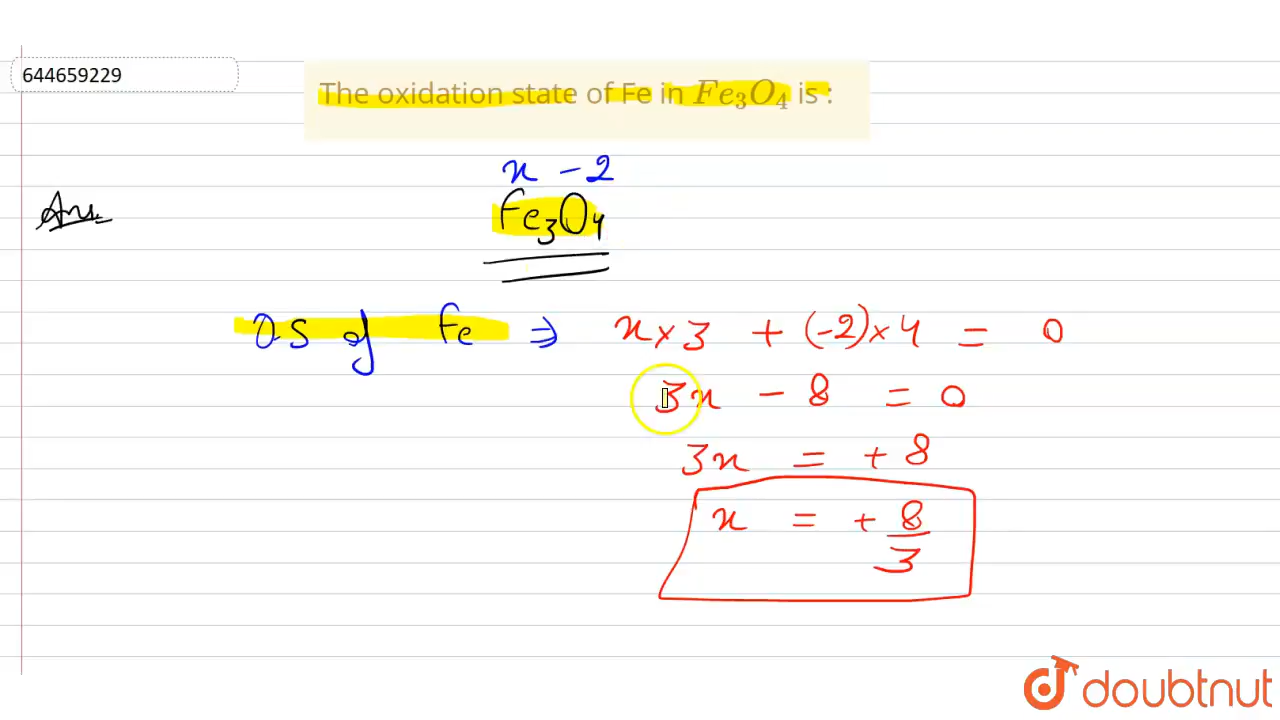 644659229
The oxidation state of Fe in Fe₃O₄ is :
x -2
Ans
Fe₃O₄
O.S of Fe ⇒ x×3 + (-2)×4 = 0
3x - 8 = 0
3x = +8
x = + 8/3
doubtnut